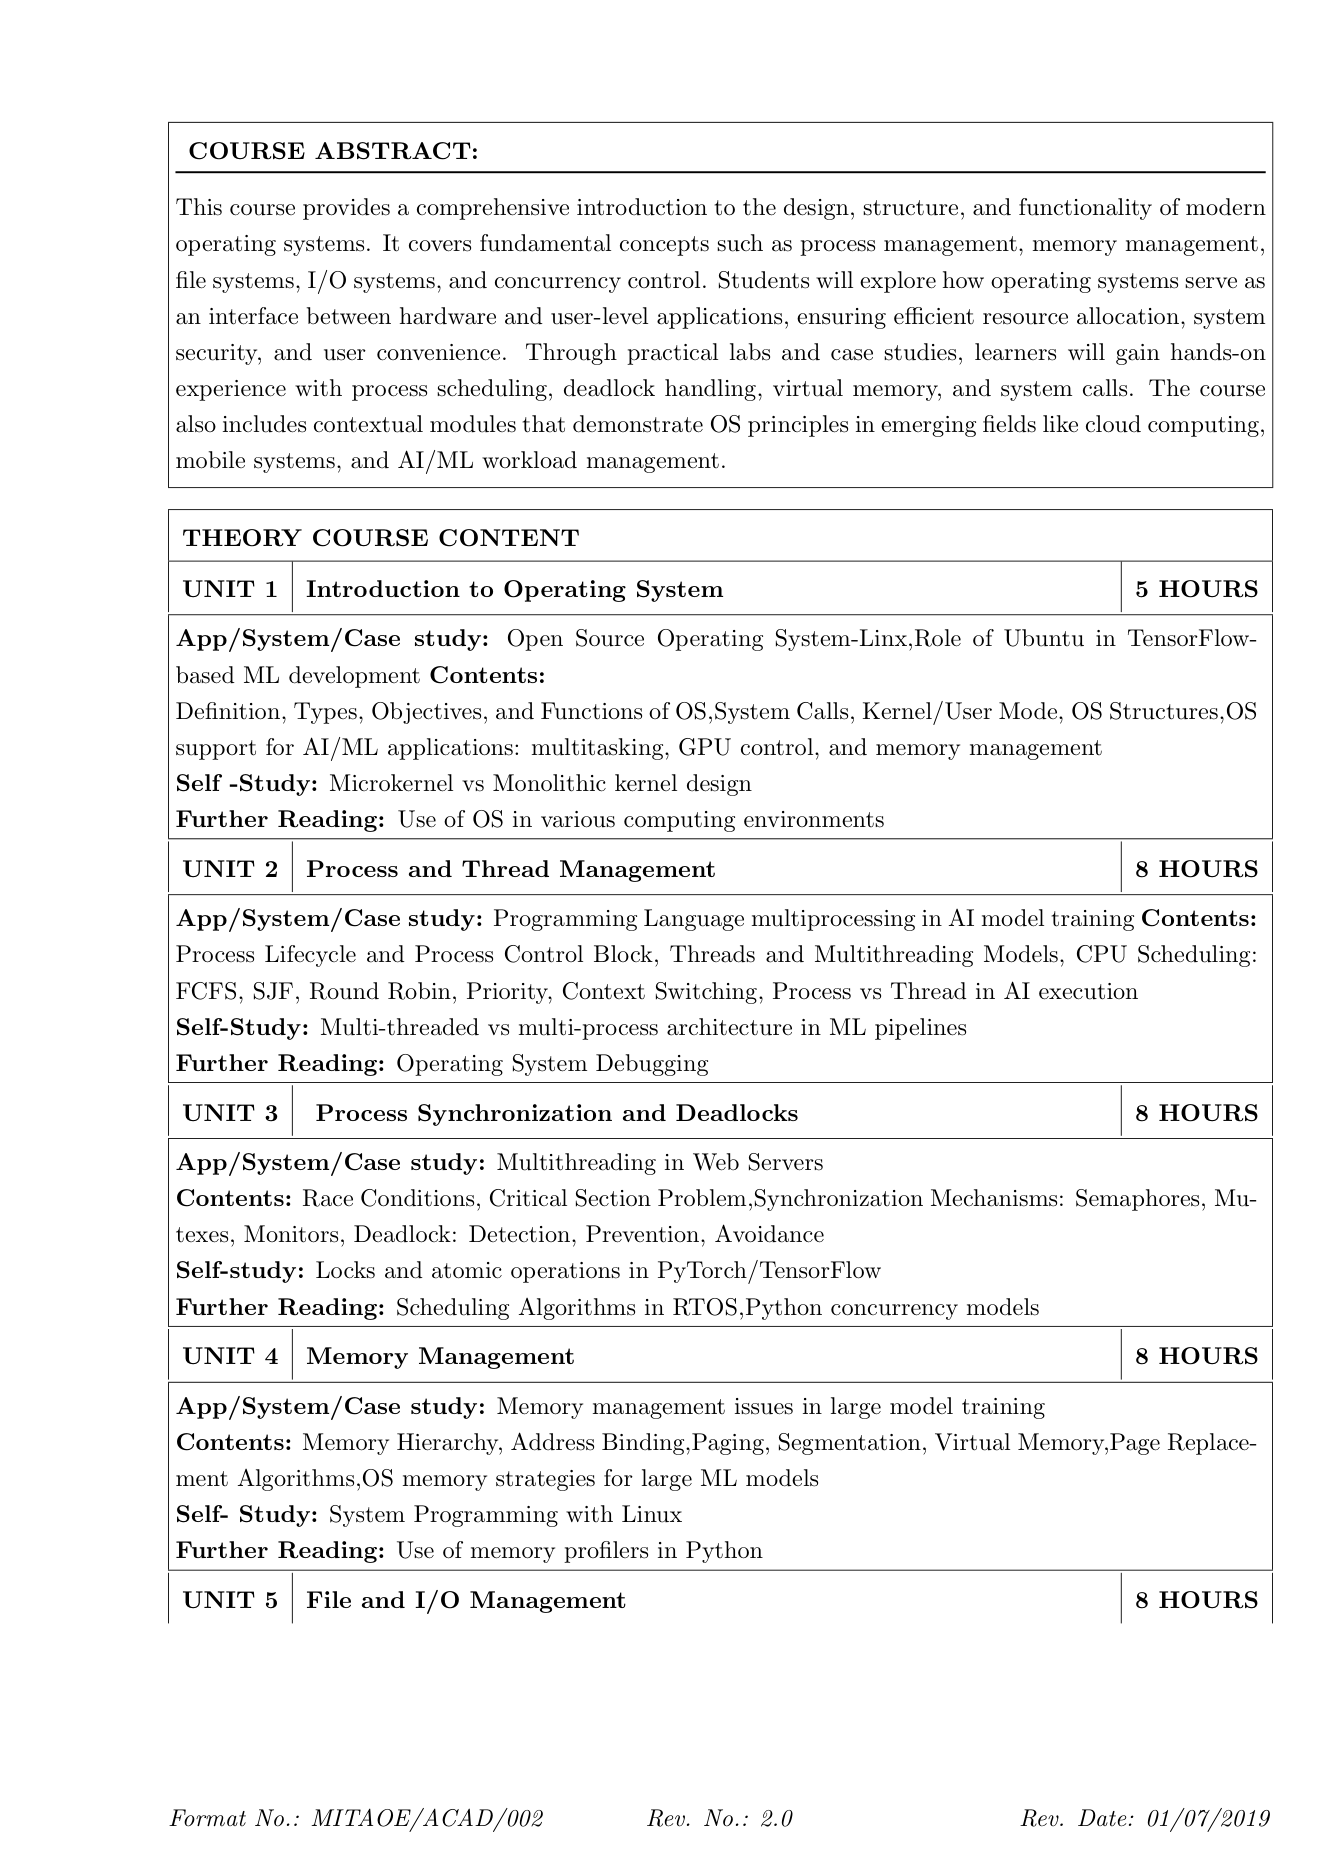 COURSE ABSTRACT:
This course provides a comprehensive introduction to the design, structure, and functionality of modern
operating systems. It covers fundamental concepts such as process management, memory management,
file systems, I/O systems, and concurrency control. Students will explore how operating systems serve as
an interface between hardware and user-level applications, ensuring efficient resource allocation, system
security, and user convenience. Through practical labs and case studies, learners will gain hands-on
experience with process scheduling, deadlock handling, virtual memory, and system calls. The course
also includes contextual modules that demonstrate OS principles in emerging fields like cloud computing,
mobile systems, and AI/ML workload management.
THEORY COURSE CONTENT
UNIT 1 Introduction to Operating System 5 HOURS
App/System/Case study: Open Source Operating System-Linx,Role of Ubuntu in TensorFlow-
based ML development Contents:
Definition, Types, Objectives, and Functions of OS,System Calls, Kernel/User Mode, OS Structures,OS
support for AI/ML applications: multitasking, GPU control, and memory management
Self -Study: Microkernel vs Monolithic kernel design
Further Reading: Use of OS in various computing environments
UNIT 2 Process and Thread Management 8 HOURS
App/System/Case study: Programming Language multiprocessing in AI model training Contents:
Process Lifecycle and Process Control Block, Threads and Multithreading Models, CPU Scheduling:
FCFS, SJF, Round Robin, Priority, Context Switching, Process vs Thread in AI execution
Self-Study: Multi-threaded vs multi-process architecture in ML pipelines
Further Reading: Operating System Debugging
UNIT 3 Process Synchronization and Deadlocks 8 HOURS
App/System/Case study: Multithreading in Web Servers
Contents: Race Conditions, Critical Section Problem,Synchronization Mechanisms: Semaphores, Mu-
texes, Monitors, Deadlock: Detection, Prevention, Avoidance
Self-study: Locks and atomic operations in PyTorch/TensorFlow
Further Reading: Scheduling Algorithms in RTOS,Python concurrency models
UNIT 4 Memory Management 8 HOURS
App/System/Case study: Memory management issues in large model training
Contents: Memory Hierarchy, Address Binding,Paging, Segmentation, Virtual Memory,Page Replace-
ment Algorithms,OS memory strategies for large ML models
Self- Study: System Programming with Linux
Further Reading: Use of memory profilers in Python
UNIT 5 File and I/O Management 8 HOURS
Format No.: MITAOE/ACAD/002 Rev. No.: 2.0 Rev. Date: 01/07/2019